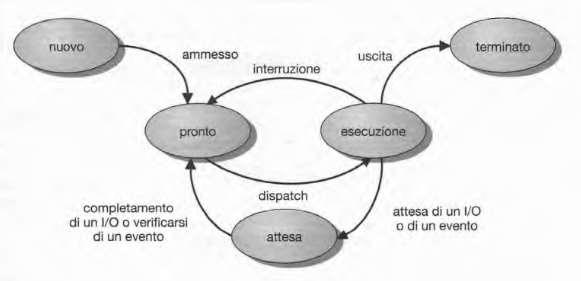 nuovo
terminato
ammesso
uscita
interruzione
pronto
esecuzione
dispatch
completamento
di un I/O o verificarsi
di un evento
attesa
attesa di un I/O
o di un evento